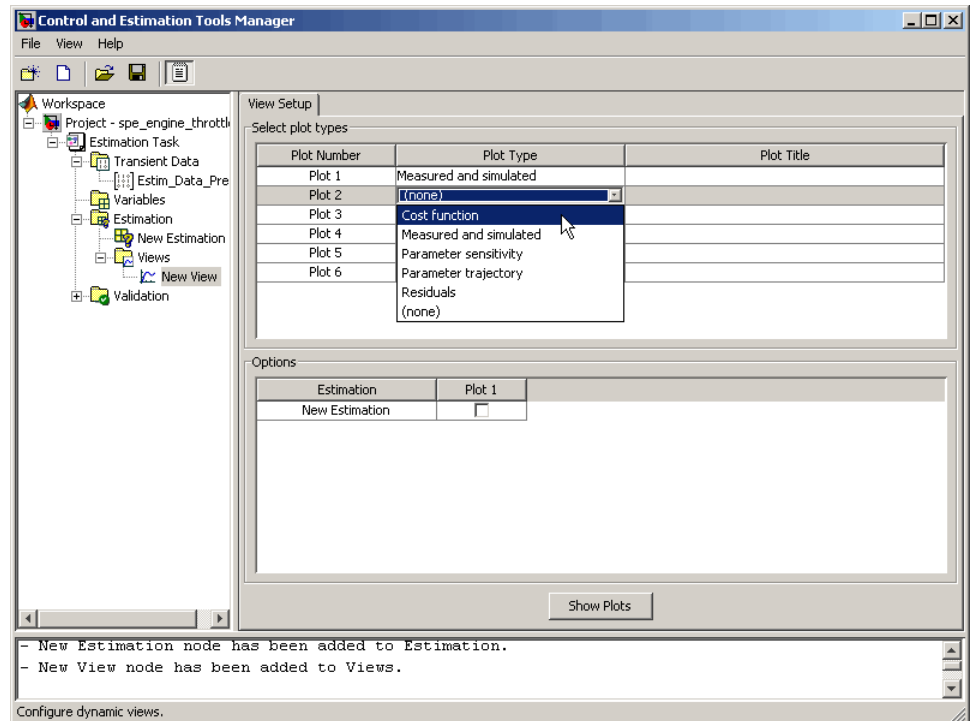 Control and Estimation Tools Manager
File View Help
Workspace
Project - spe_engine_throttl
Estimation Task
Transient Data
Estim_Data_Pre
Variables
Estimation
New Estimation
Views
New View
Validation
View Setup
Select plot types
Plot Number Plot Type Plot Title
Plot 1 Measured and simulated
Plot 2 (none)
Plot 3 Cost function
Plot 4 Measured and simulated
Plot 5 Parameter sensitivity
Plot 6 Parameter trajectory
Residuals
(none)
Options
Estimation Plot 1
New Estimation
Show Plots
- New Estimation node has been added to Estimation.
- New View node has been added to Views.
Configure dynamic views.